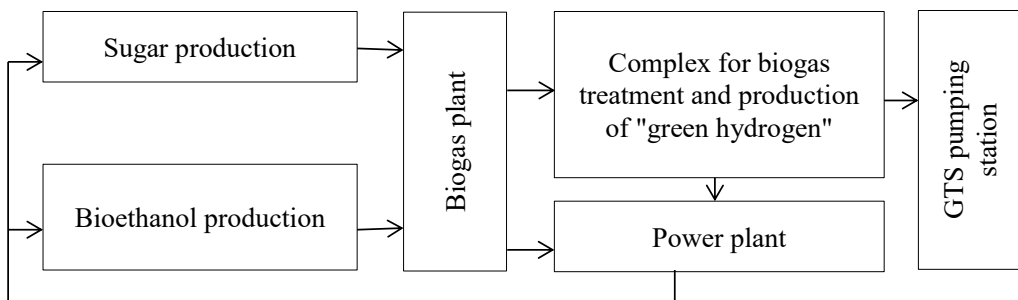 Sugar production
Bioethanol production
Biogas plant
Complex for biogas
treatment and production
of "green hydrogen"
Power plant
GTS pumping
station